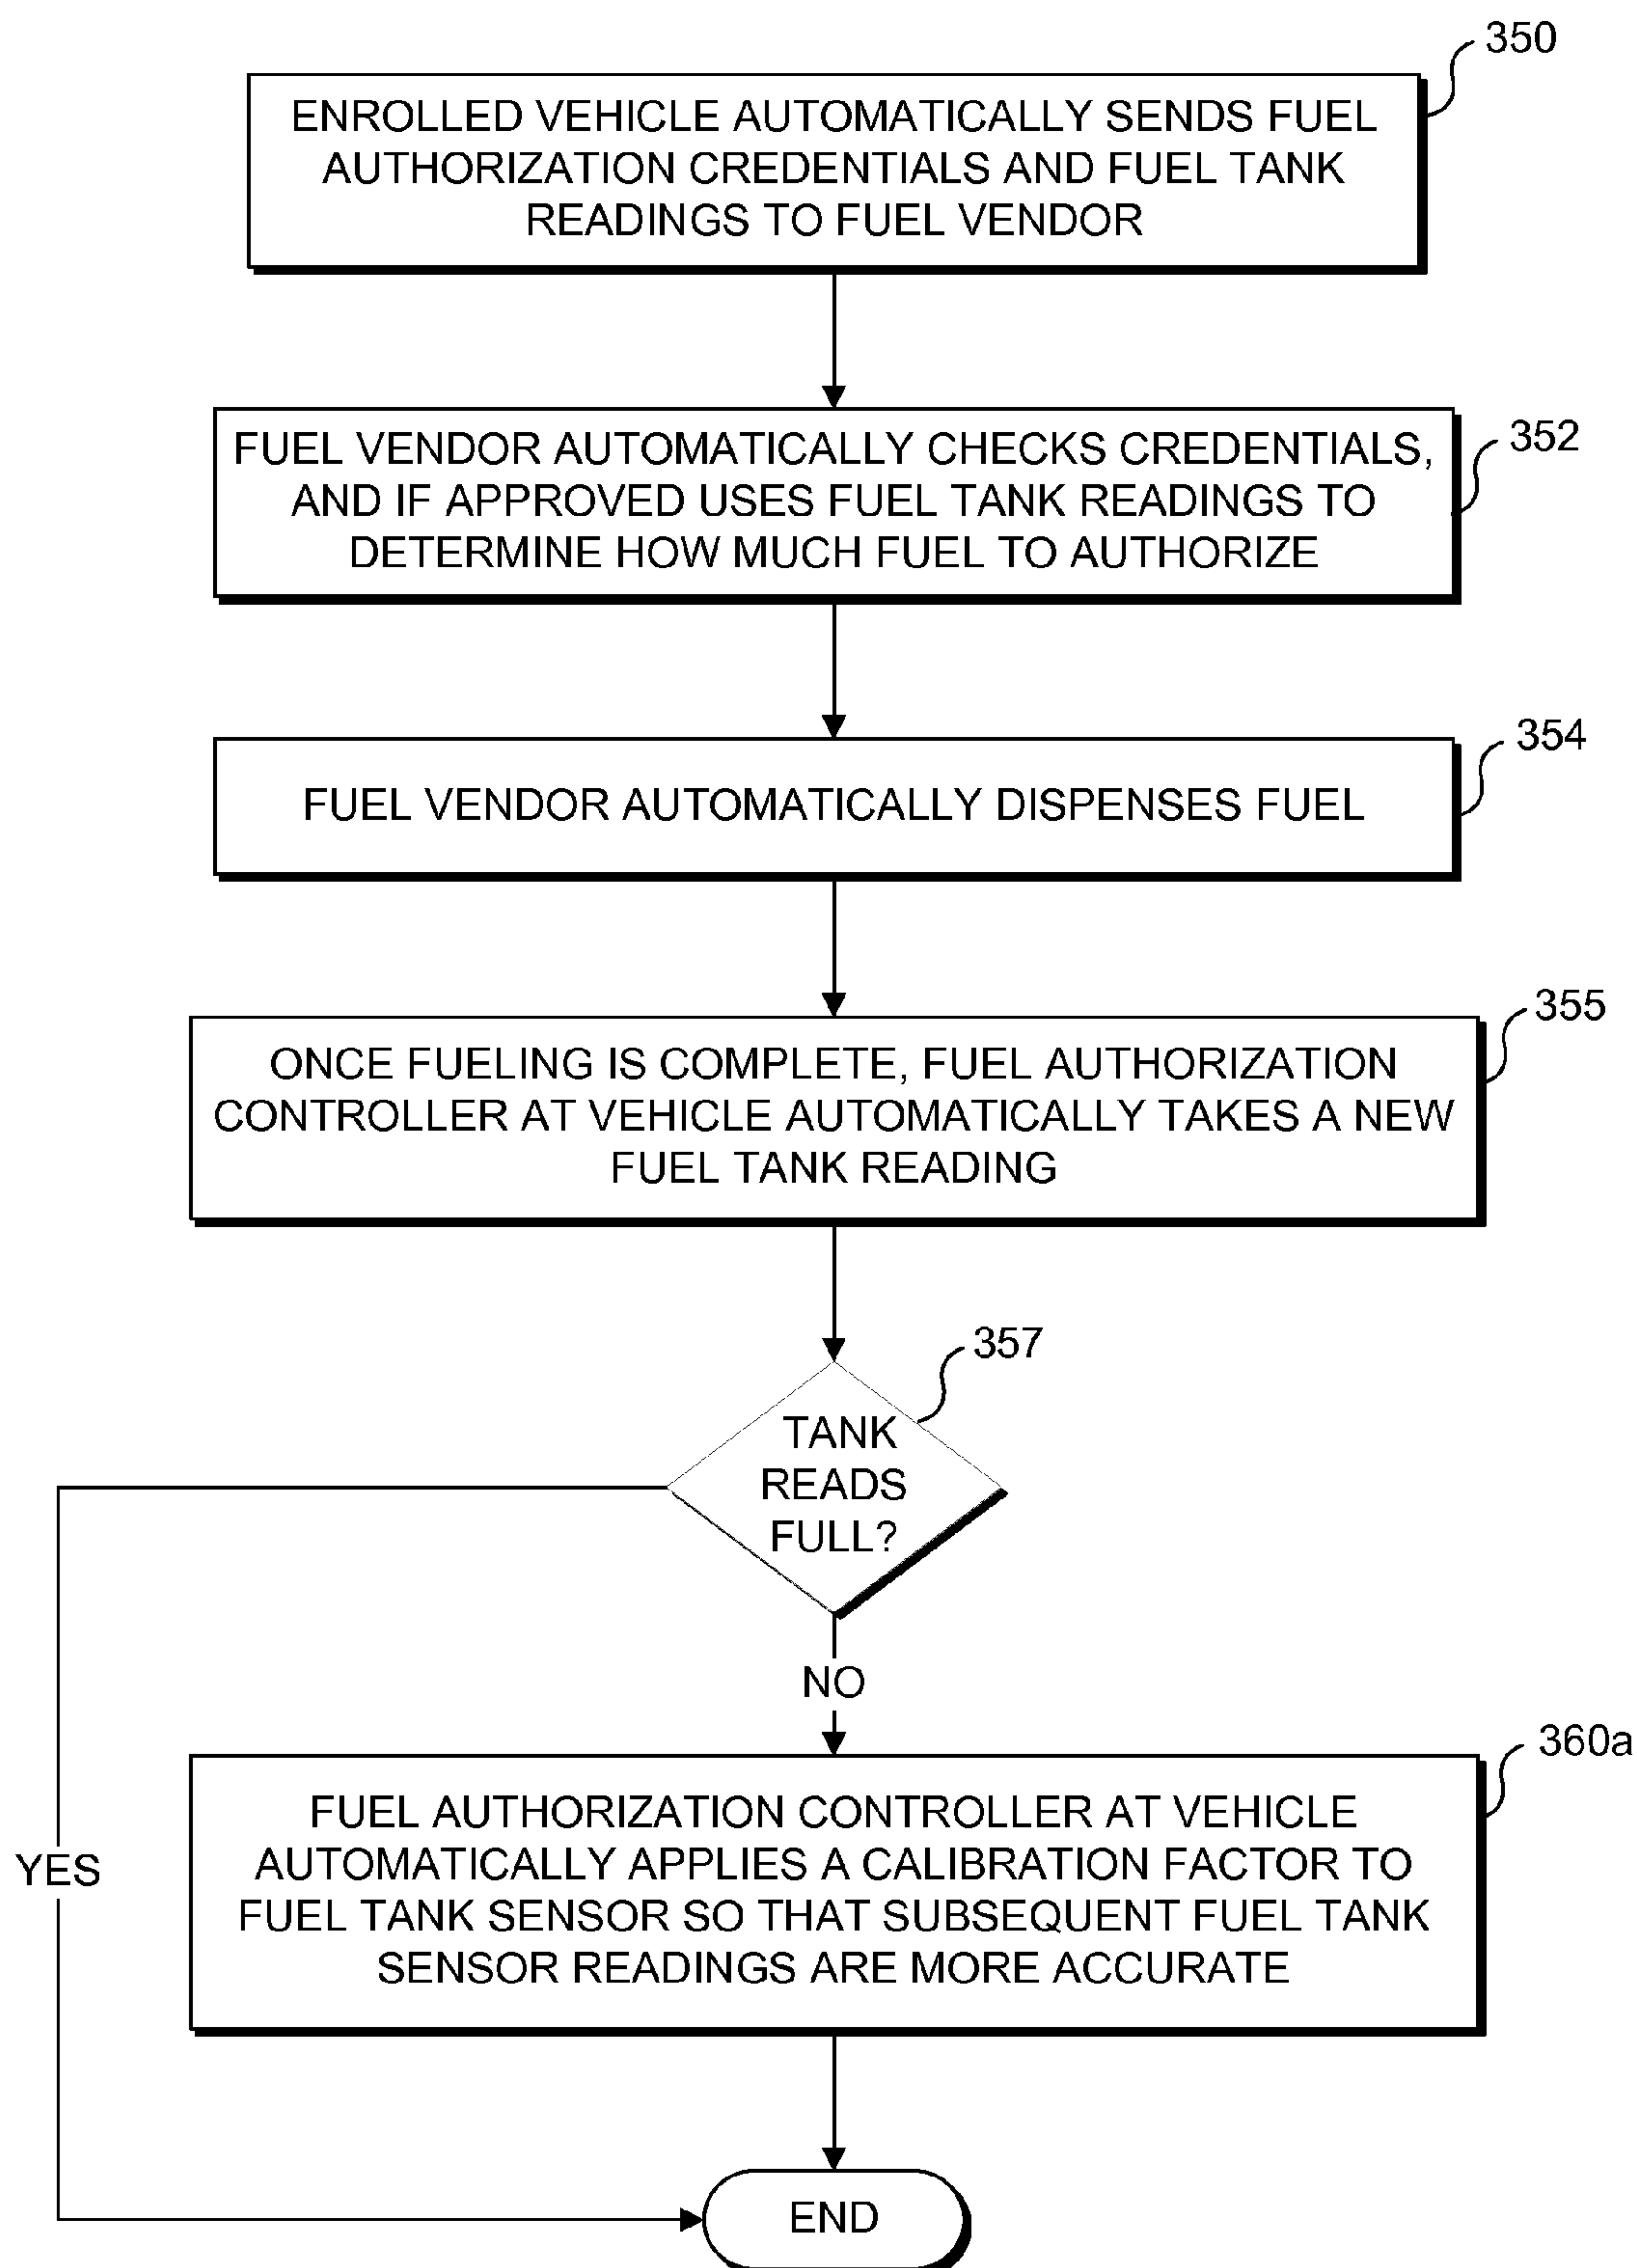 350
ENROLLED VEHICLE AUTOMATICALLY SENDS FUEL
AUTHORIZATION CREDENTIALS AND FUEL TANK
READINGS TO FUEL VENDOR
352
FUEL VENDOR AUTOMATICALLY CHECKS CREDENTIALS,
AND IF APPROVED USES FUEL TANK READINGS TO
DETERMINE HOW MUCH FUEL TO AUTHORIZE
354
FUEL VENDOR AUTOMATICALLY DISPENSES FUEL
355
ONCE FUELING IS COMPLETE, FUEL AUTHORIZATION
CONTROLLER AT VEHICLE AUTOMATICALLY TAKES A NEW
FUEL TANK READING
357
TANK
READS
FULL?
NO
360a
FUEL AUTHORIZATION CONTROLLER AT VEHICLE
AUTOMATICALLY APPLIES A CALIBRATION FACTOR TO
FUEL TANK SENSOR SO THAT SUBSEQUENT FUEL TANK
SENSOR READINGS ARE MORE ACCURATE
YES
END